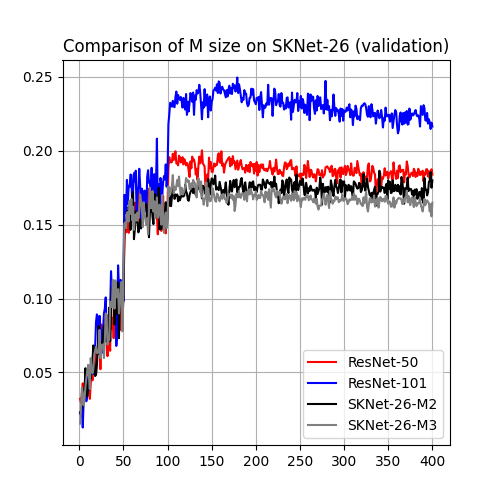 Comparison of M size on SKNet-26 (validation)
0.25
0.20
0.15
0.10
0.05
0 50 100 150 200 250 300 350 400
ResNet-50
ResNet-101
SKNet-26-M2
SKNet-26-M3